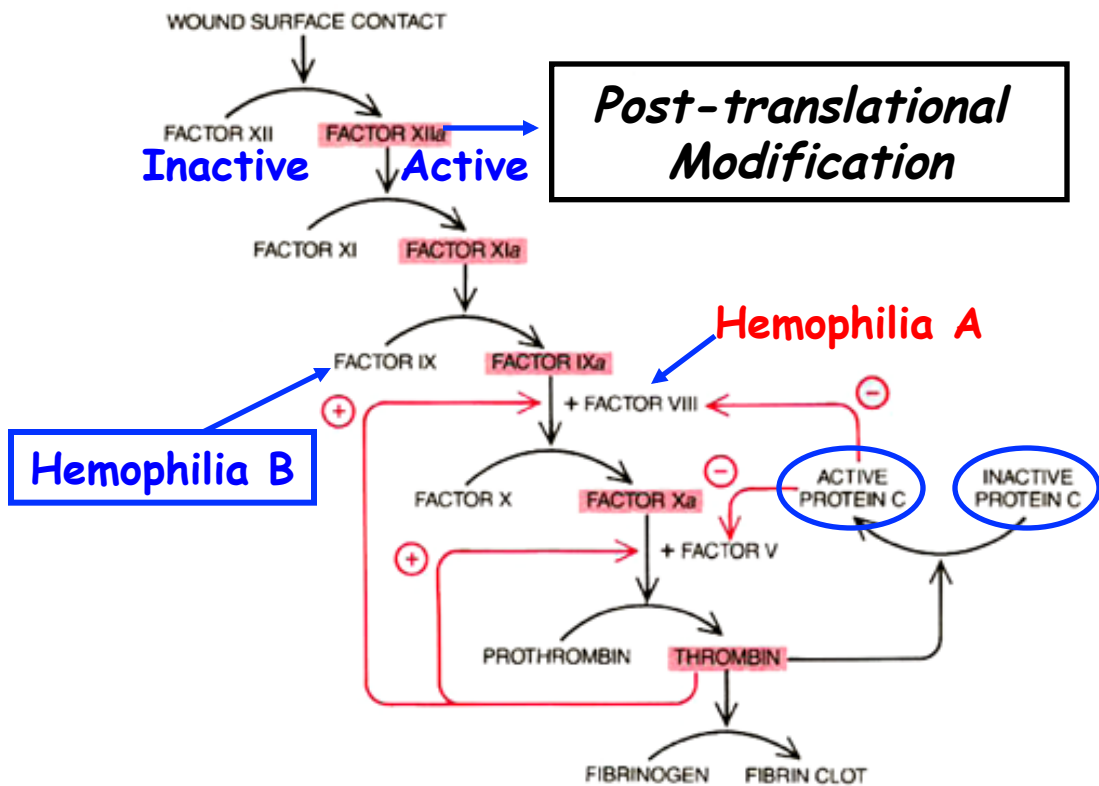 WOUND SURFACE CONTACT
Post-translational
Modification
FACTOR XII
FACTOR XIIa
Inactive
Active
FACTOR XI
FACTOR XIa
Hemophilia A
FACTOR IX
FACTOR IXa
+ FACTOR VIII
+
−
Hemophilia B
−
FACTOR X
FACTOR Xa
ACTIVE
PROTEIN C
INACTIVE
PROTEIN C
+
+ FACTOR V
PROTHROMBIN
THROMBIN
FIBRINOGEN
FIBRIN CLOT